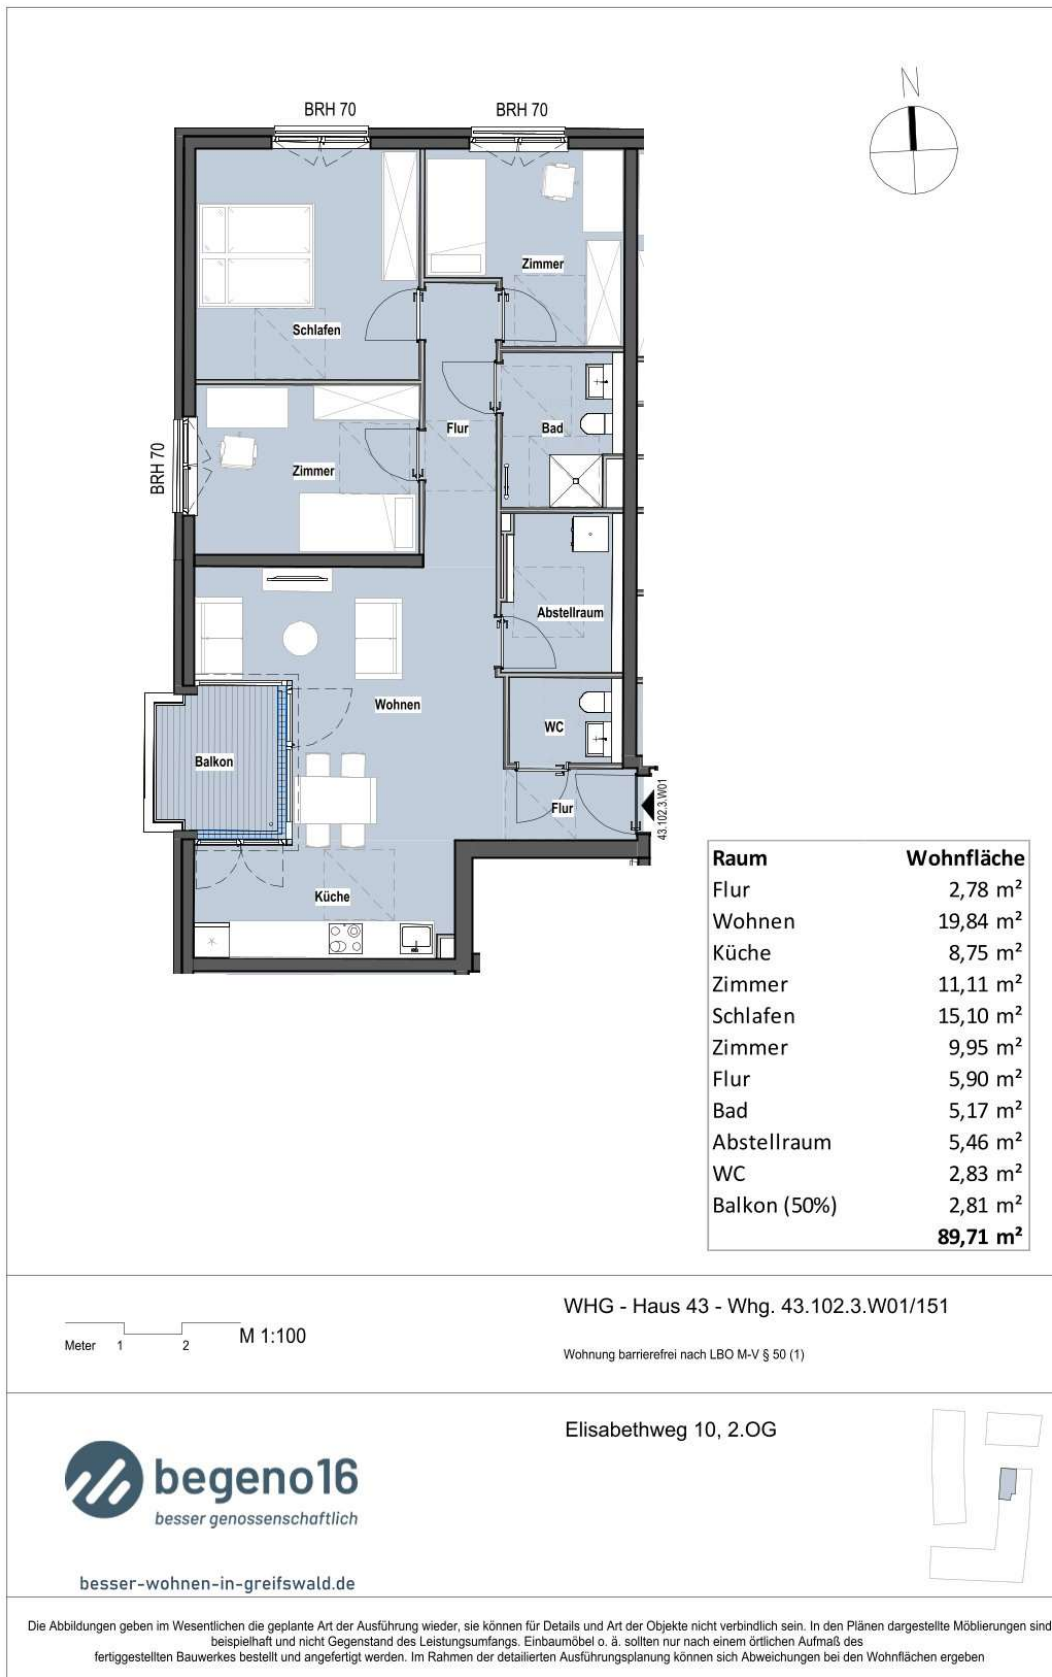 N
BRH 70
BRH 70
Zimmer
Schlafen
Flur
Bad
BRH 70
Zimmer
Abstellraum
Wohnen
WC
Balkon
Flur
43.102.3.W01
Küche
Raum Wohnfläche
Flur 2,78 m²
Wohnen 19,84 m²
Küche 8,75 m²
Zimmer 11,11 m²
Schlafen 15,10 m²
Zimmer 9,95 m²
Flur 5,90 m²
Bad 5,17 m²
Abstellraum 5,46 m²
WC 2,83 m²
Balkon (50%) 2,81 m²
89,71 m²
Meter 1 2 M 1:100
WHG - Haus 43 - Whg. 43.102.3.W01/151
Wohnung barrierefrei nach LBO M-V § 50 (1)
Elisabethweg 10, 2.OG
begeno16
besser genossenschaftlich
besser-wohnen-in-greifswald.de
Die Abbildungen geben im Wesentlichen die geplante Art der Ausführung wieder, sie können für Details und Art der Objekte nicht verbindlich sein. In den Plänen dargestellte Möblierungen sind
beispielhaft und nicht Gegenstand des Leistungsumfangs. Einbaumöbel o. ä. sollten nur nach einem örtlichen Aufmaß des
fertiggestellten Bauwerkes bestellt und angefertigt werden. Im Rahmen der detailierten Ausführungsplanung können sich Abweichungen bei den Wohnflächen ergeben